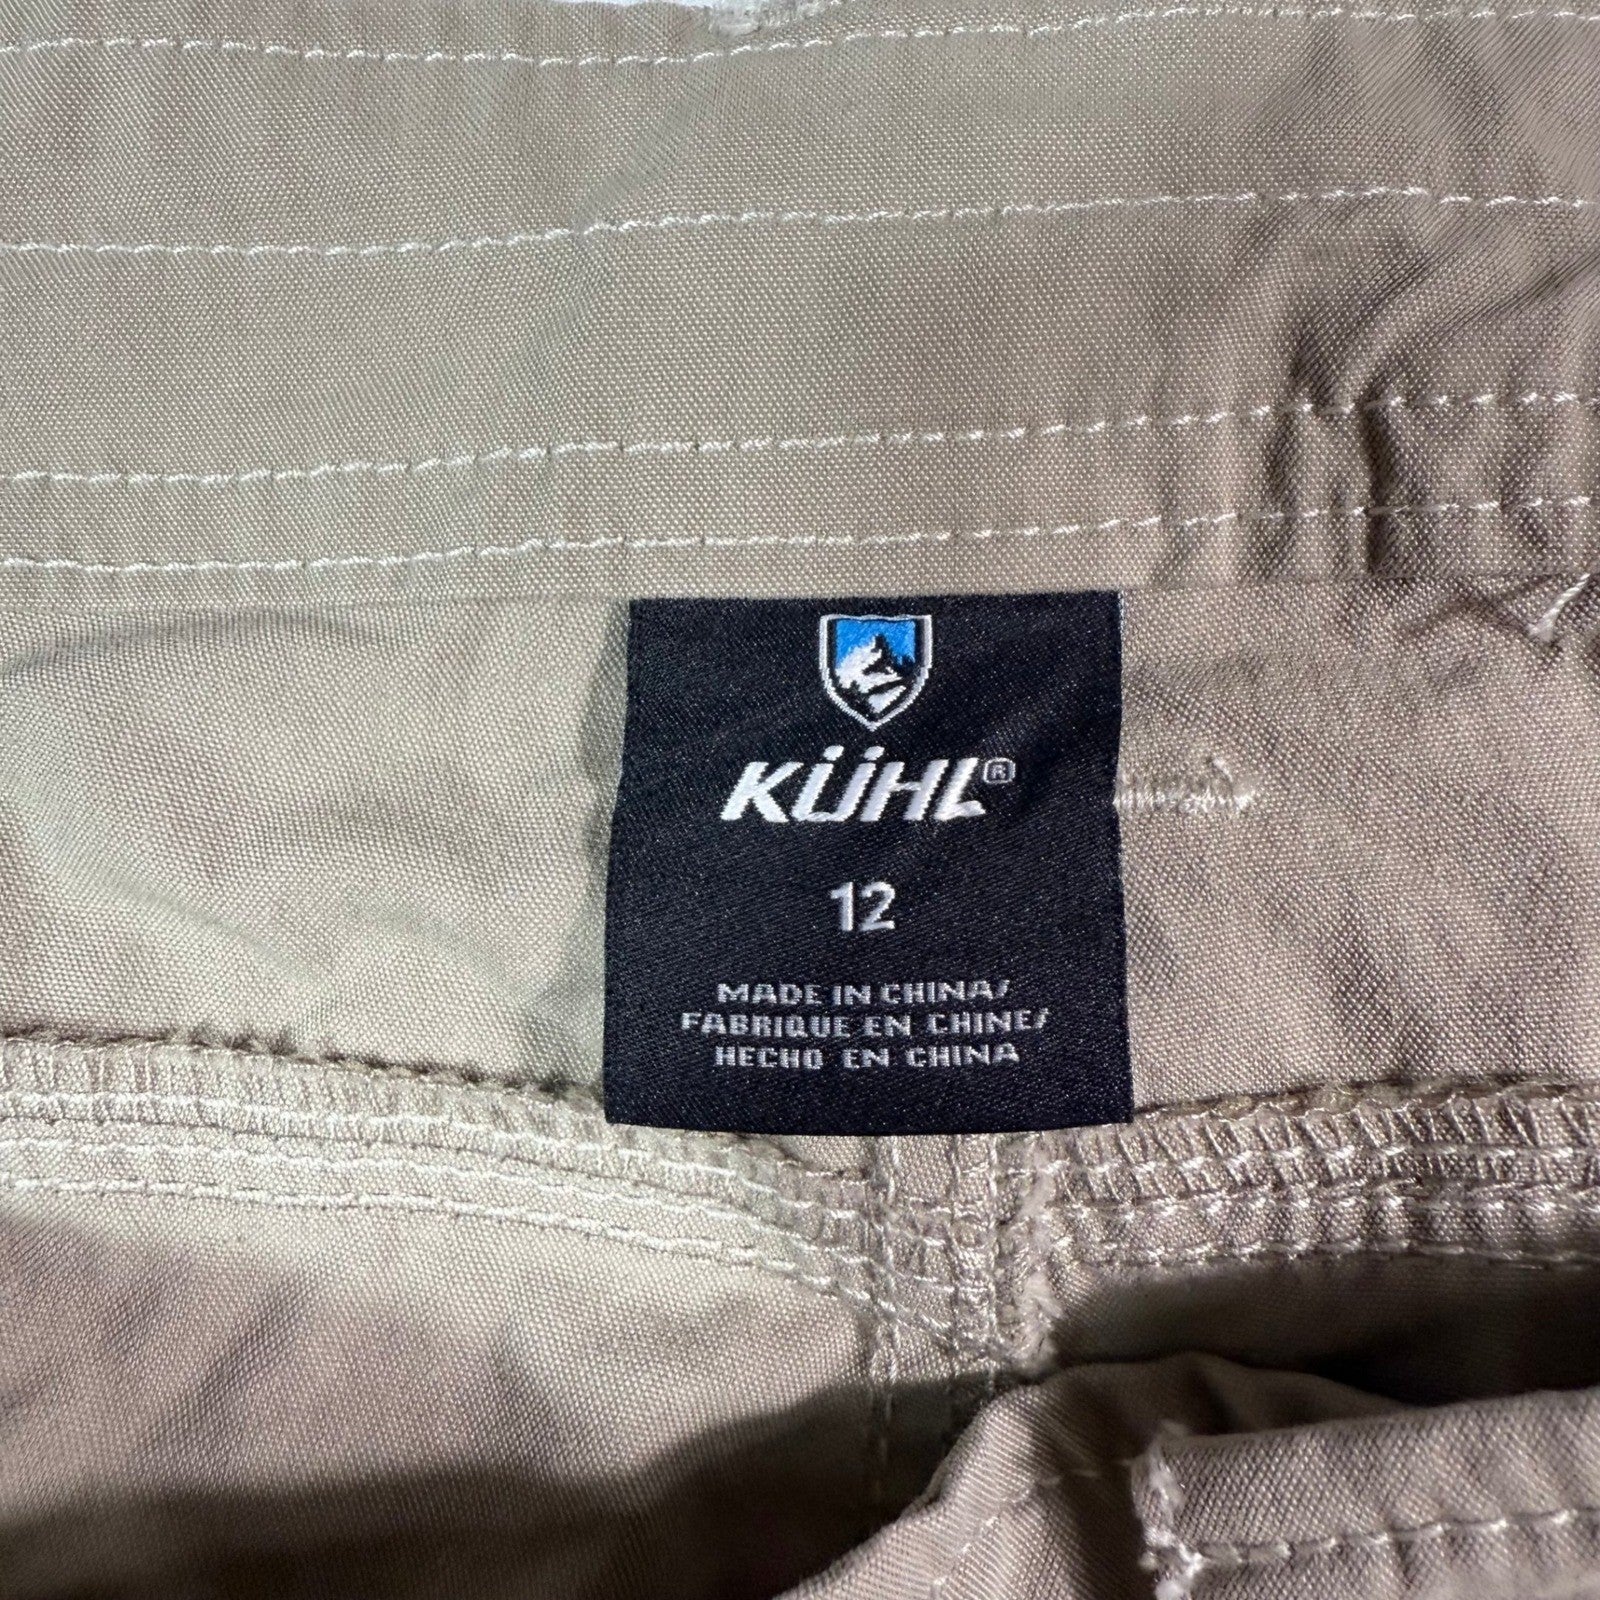 KÜHL®
12
MADE IN CHINA/
FABRIQUE EN CHINE/
HECHO EN CHINA